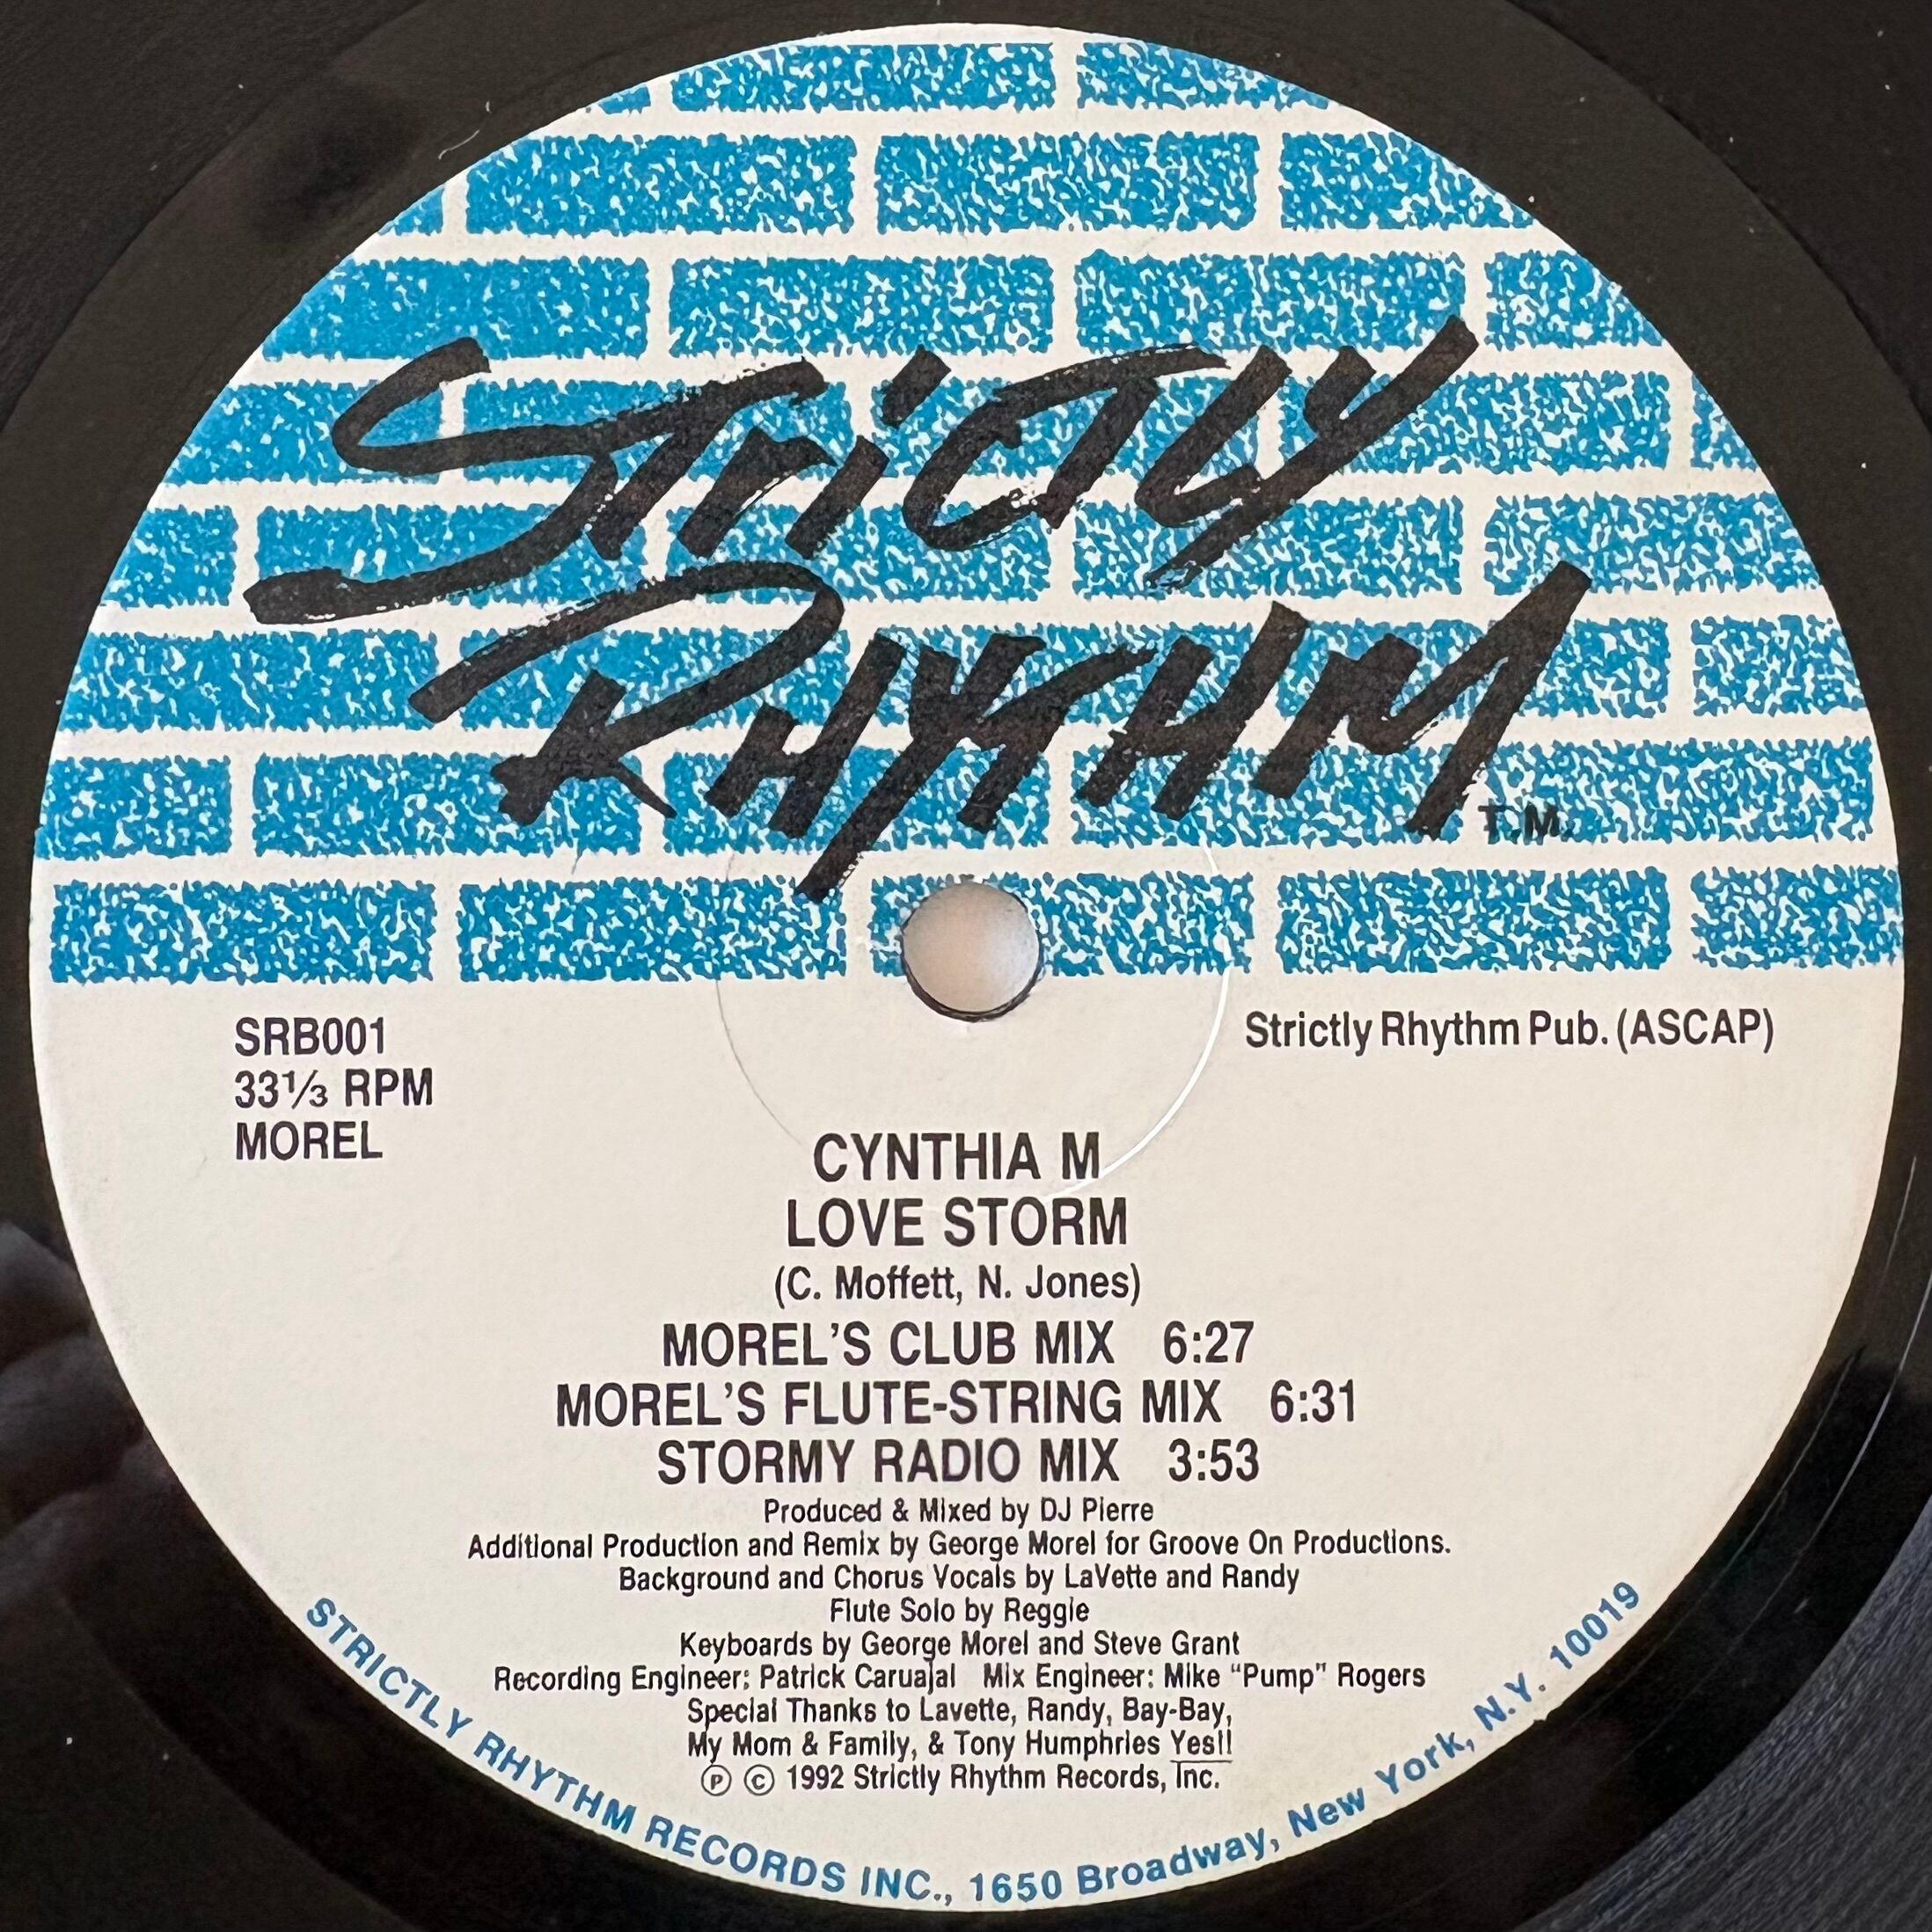 Strictly
Rhythm
T.M.
SRB001
33⅓ RPM
MOREL
Strictly Rhythm Pub. (ASCAP)
CYNTHIA M
LOVE STORM
(C. Moffett, N. Jones)
MOREL'S CLUB MIX 6:27
MOREL'S FLUTE-STRING MIX 6:31
STORMY RADIO MIX 3:53
Produced & Mixed by DJ Pierre
Additional Production and Remix by George Morel for Groove On Productions.
Background and Chorus Vocals by LaVette and Randy
Flute Solo by Reggie
Keyboards by George Morel and Steve Grant
Recording Engineer: Patrick Caruajal Mix Engineer: Mike "Pump" Rogers
Special Thanks to Lavette, Randy, Bay-Bay,
My Mom & Family, & Tony Humphries Yes!!
Ⓟ © 1992 Strictly Rhythm Records, Inc.
STRICTLY RHYTHM RECORDS INC., 1650 Broadway, New York, N.Y. 10019